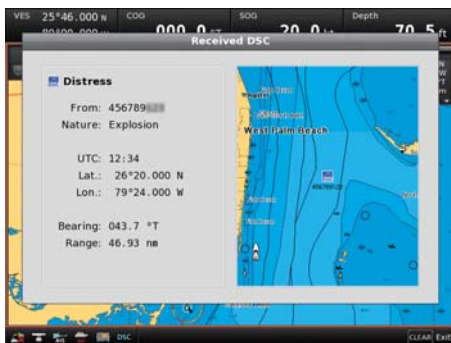 VES 25°46.000 N COG SOG 20.0 Depth 70.5 ft
Received DSC
Distress
From: 456789
Nature: Explosion
UTC: 12:34
Lat.: 26°20.000 N
Lon.: 79°24.000 W
Bearing: 043.7 °T
Range: 46.93 nm
West Palm Beach
DSC
CLEAR Exit